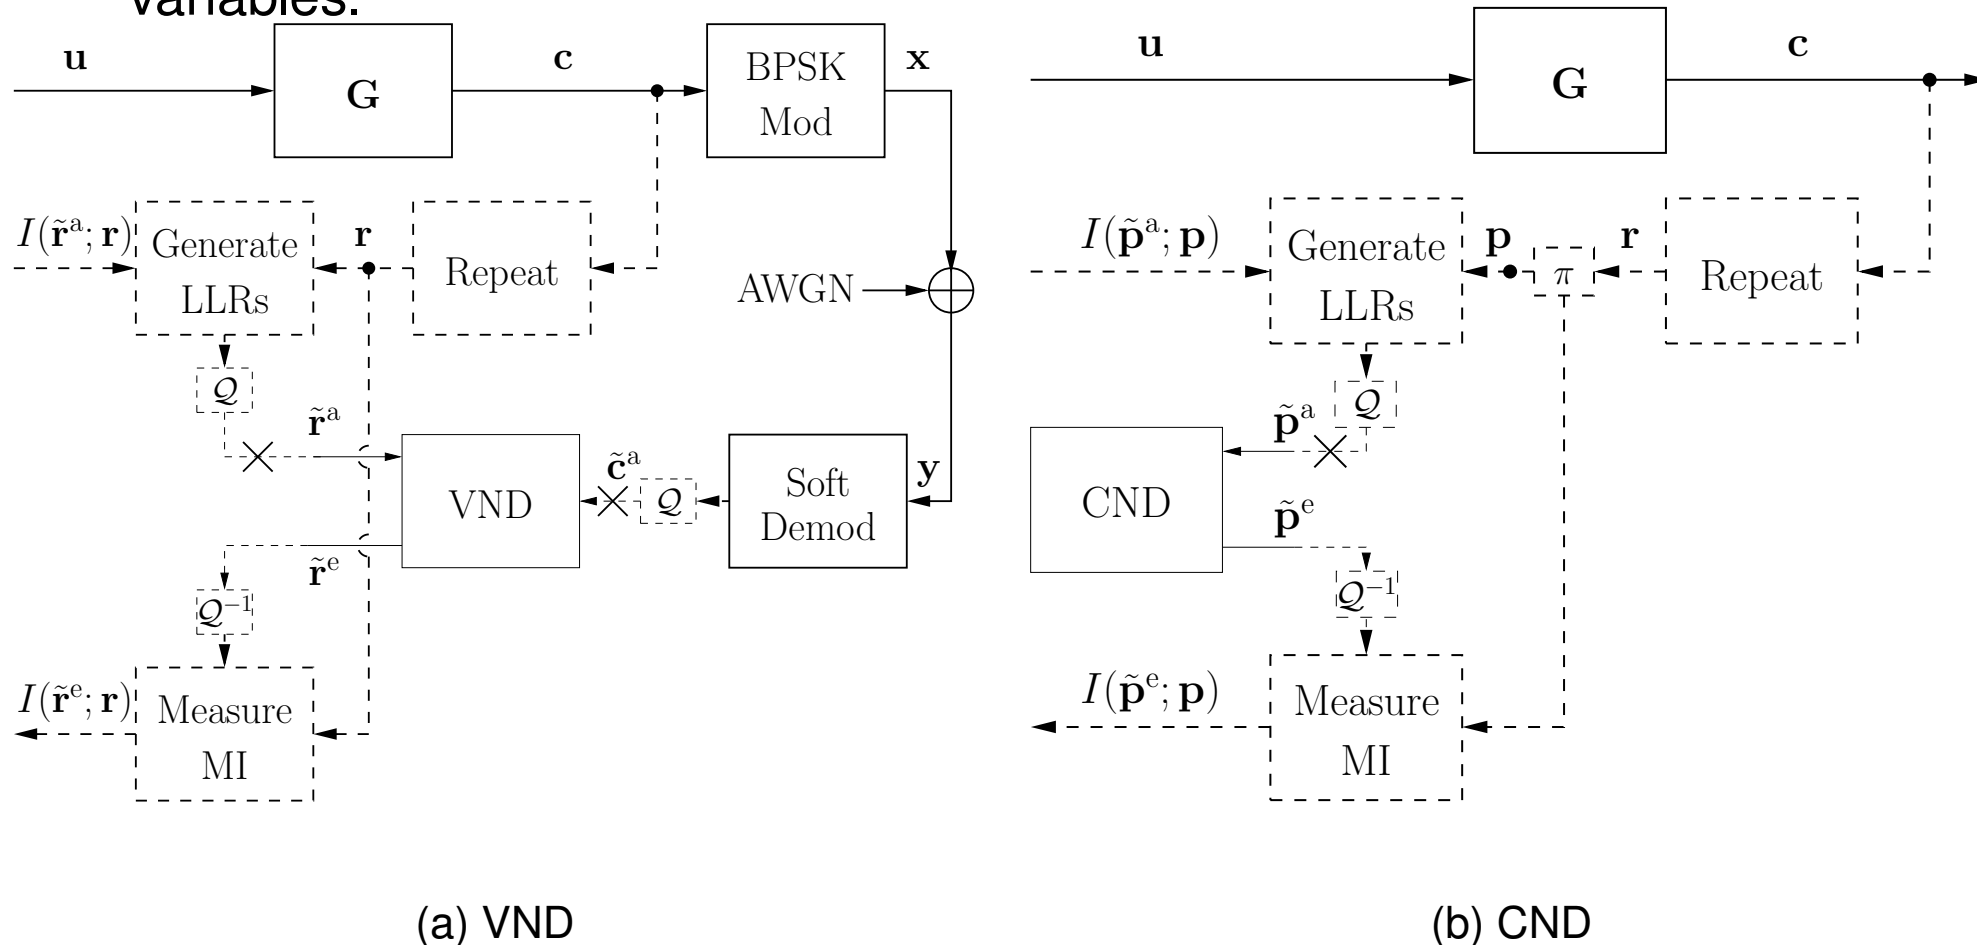 variables.
u
G
c
BPSK
Mod
x
I(r̃ᵃ; r)
Generate
LLRs
r
Repeat
AWGN
Q
r̃ᵃ
VND
c̃ᵃ
Q
Soft
Demod
y
r̃ᵉ
Q⁻¹
I(r̃ᵉ; r)
Measure
MI
(a) VND
u
G
c
I(p̃ᵃ; p)
Generate
LLRs
p
π
r
Repeat
Q
p̃ᵃ
CND
p̃ᵉ
Q⁻¹
I(p̃ᵉ; p)
Measure
MI
(b) CND